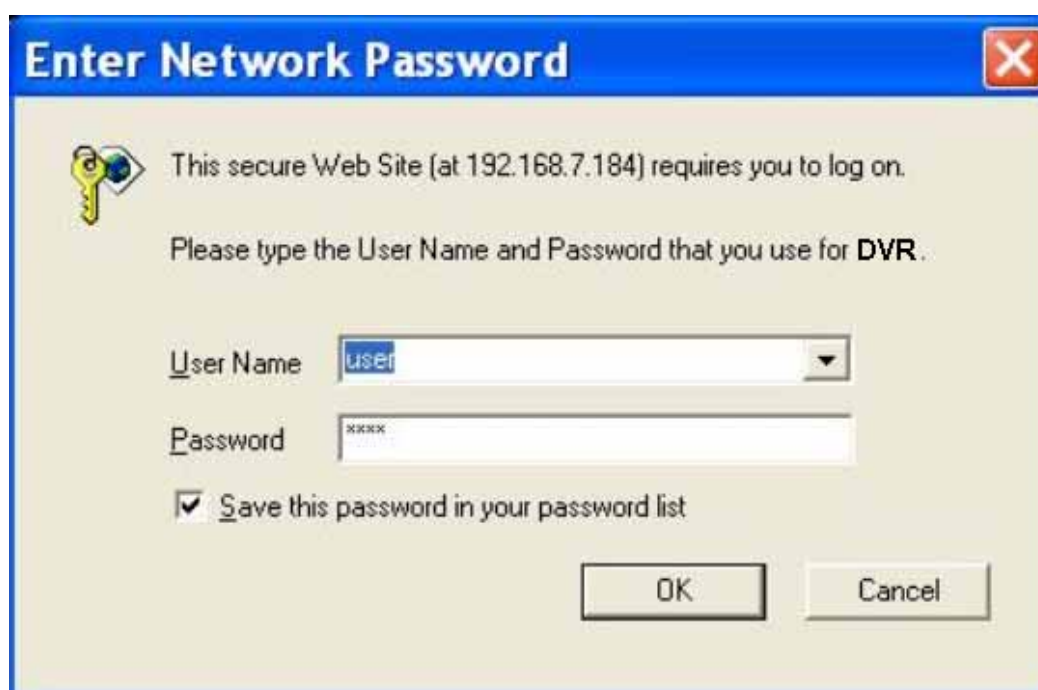 Enter Network Password
This secure Web Site (at 192.168.7.184) requires you to log on.
Please type the User Name and Password that you use for DVR.
User Name user
Password xxxx
Save this password in your password list
OK Cancel